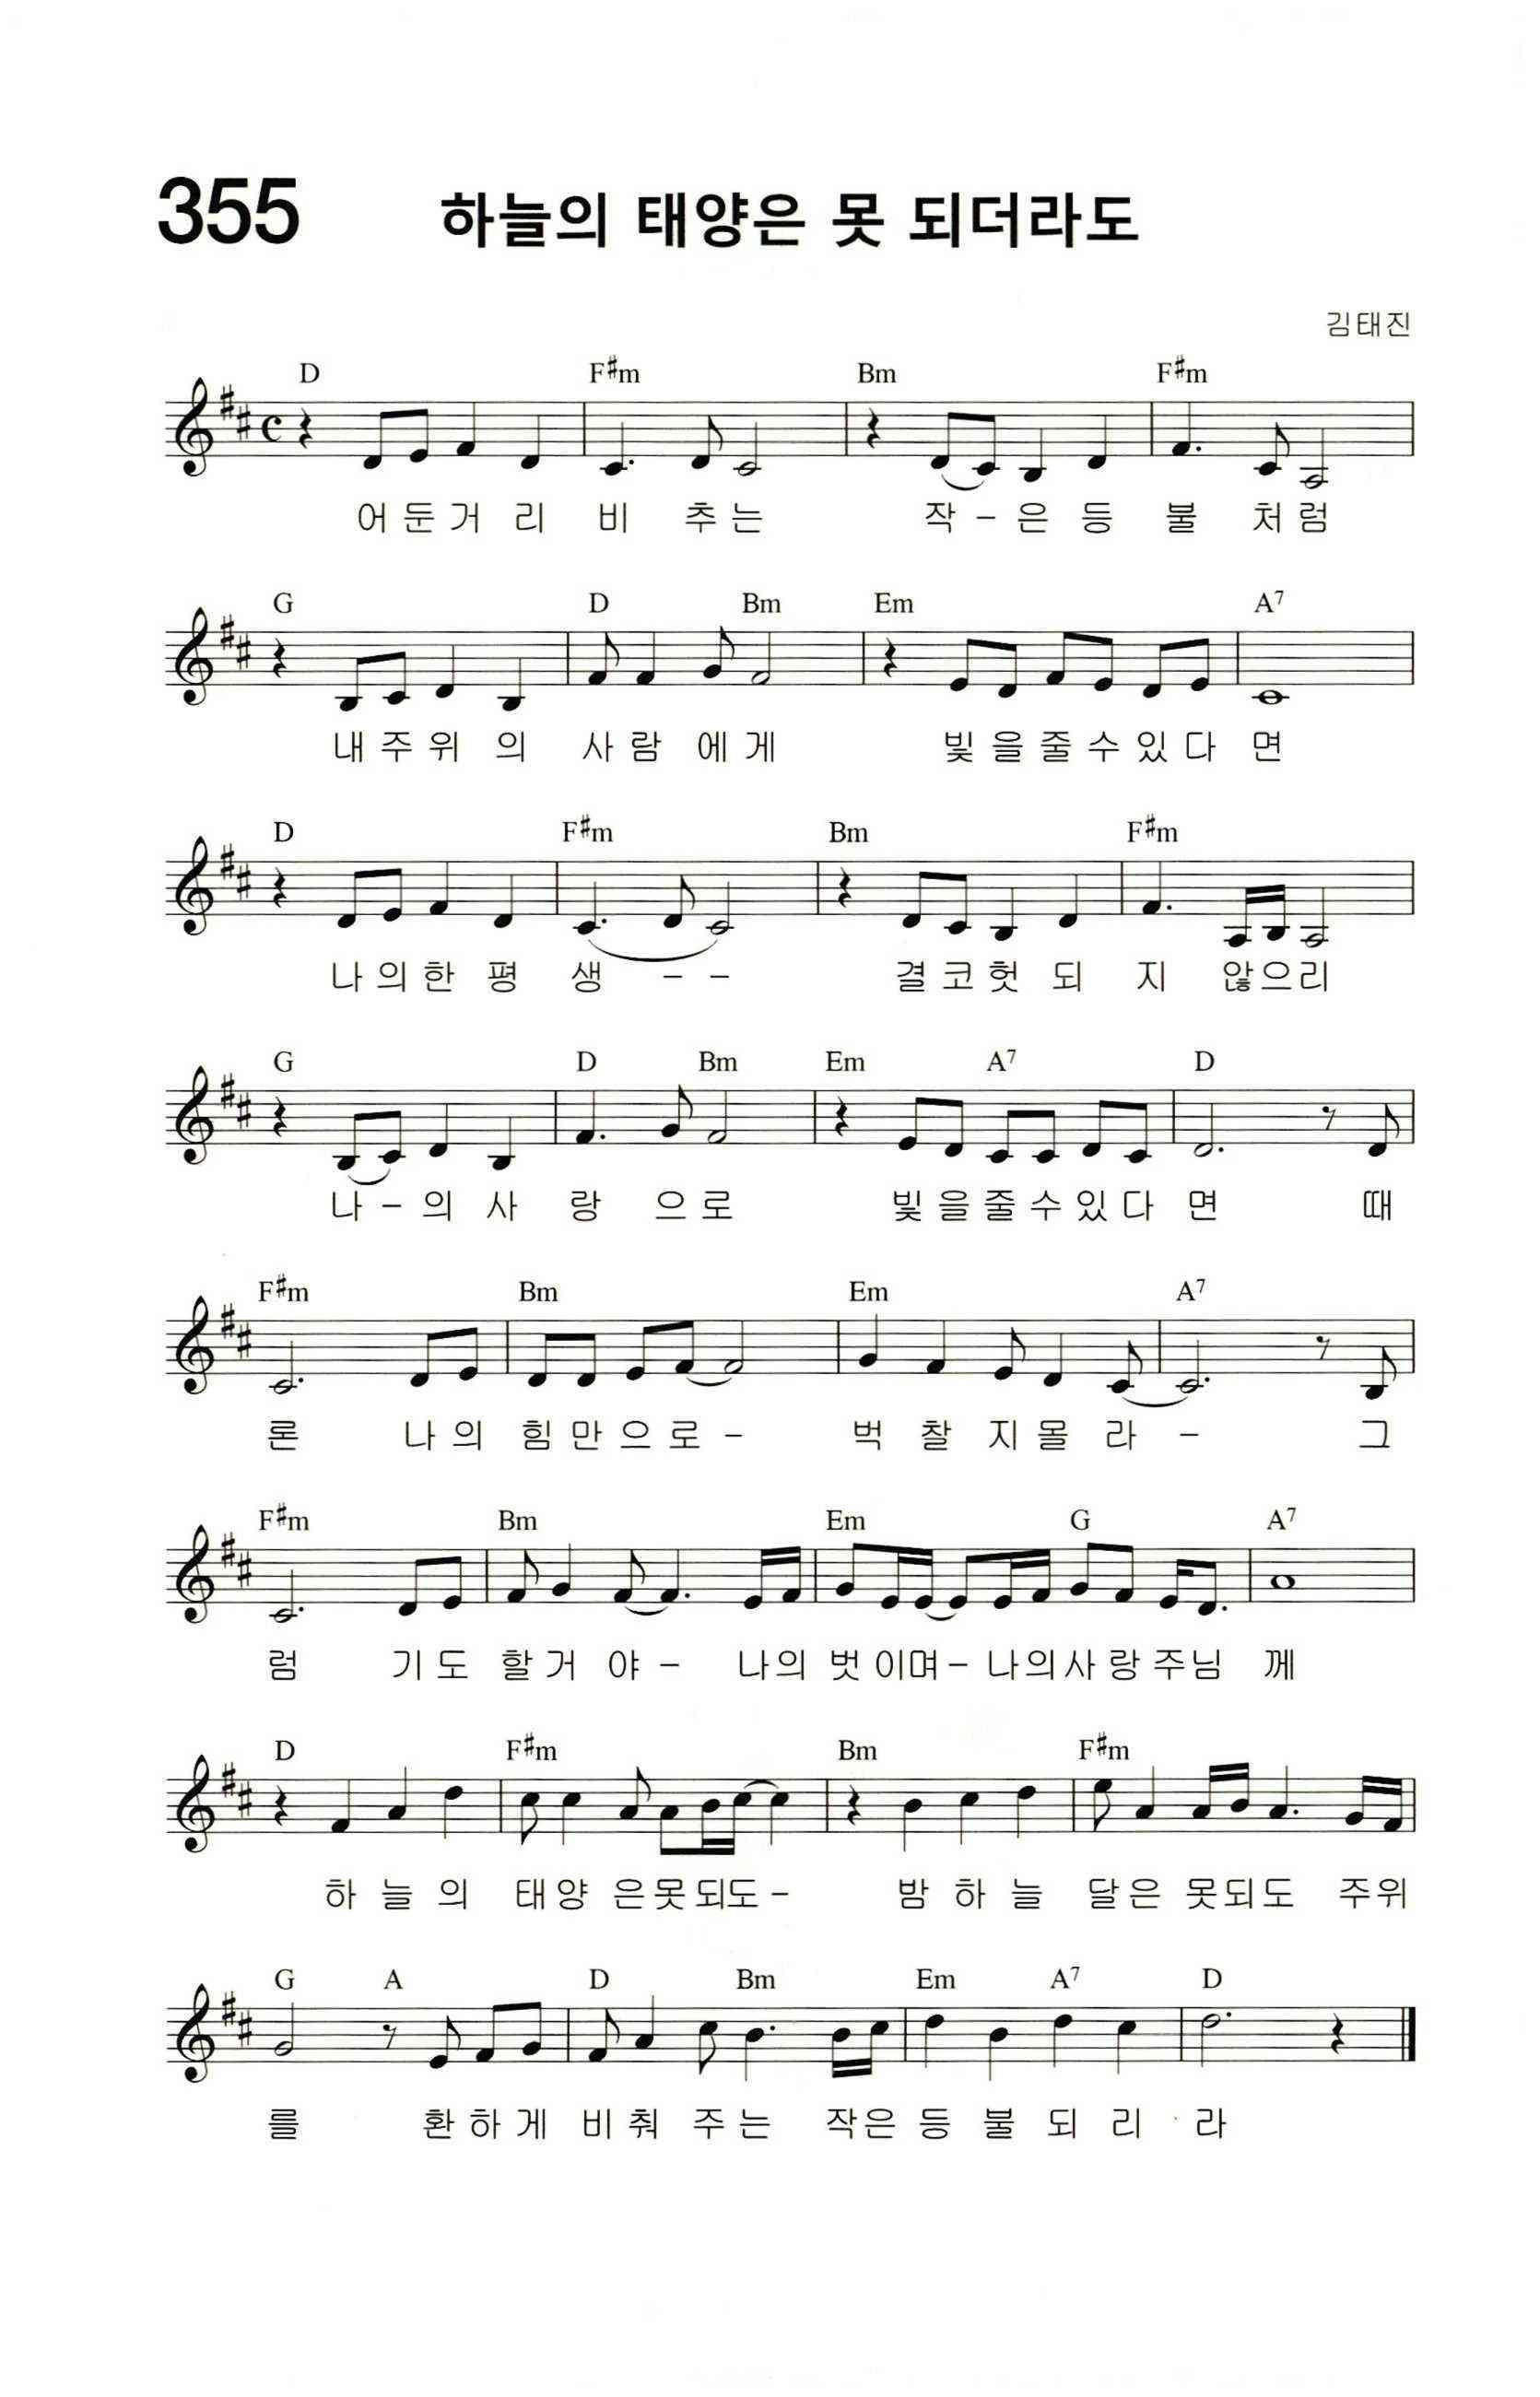 355 하늘의 태양은 못 되더라도
김태진
D F#m Bm F#m
어둔거 리 비 추는 작-은 등 불 처럼
G D Bm Em A7
내주위 의 사람 에게 빛을줄수있다 면
D F#m Bm F#m
나의한 평 생 - - 결코헛 되 지 않으리
G D Bm Em A7 D
나-의 사 랑 으로 빛을줄수있다 면 때
F#m Bm Em A7
론 나의 힘만으로- 벅 찰 지몰 라 - 그
F#m Bm Em G A7
럼 기도 할거 야- 나의 벗이며-나의사랑주님 께
D F#m Bm F#m
하 늘 의 태양 은못되도- 밤 하 늘 달은 못되도 주위
G A D Bm Em A7 D
를 환하게 비춰 주는 작은 등 불 되 리 라